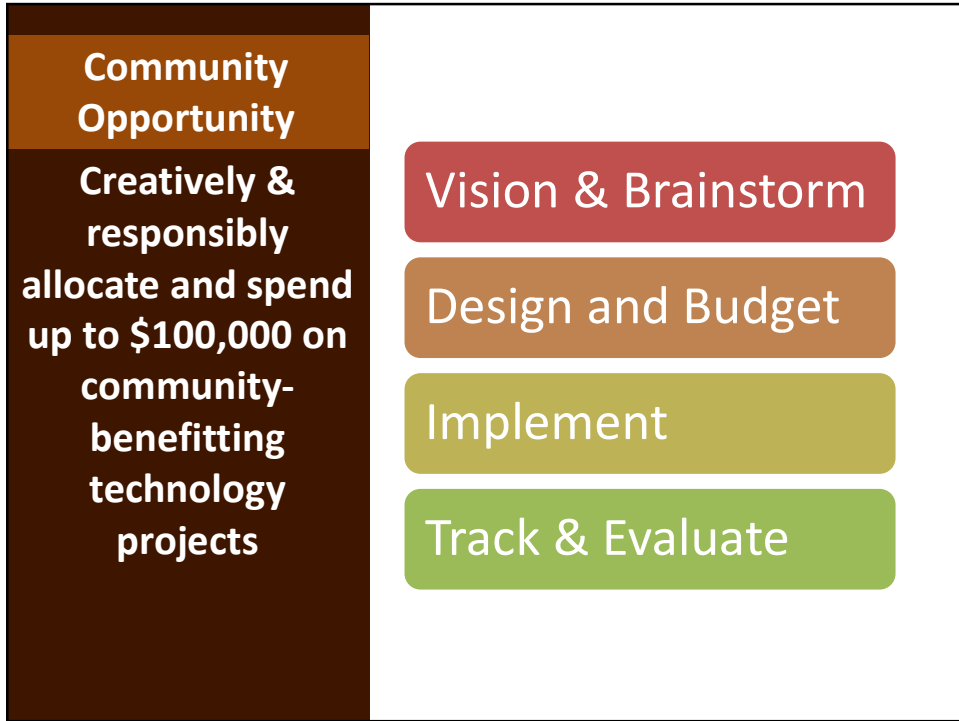 Community
Opportunity
Creatively &
responsibly
allocate and spend
up to $100,000 on
community-
benefitting
technology
projects
Vision & Brainstorm
Design and Budget
Implement
Track & Evaluate